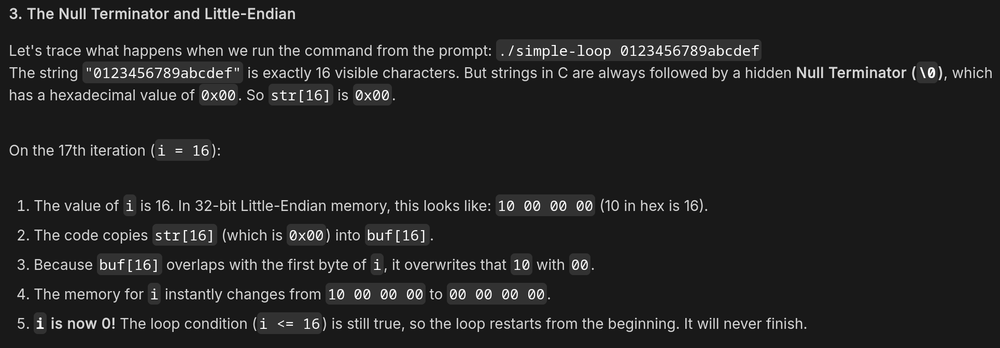 3. The Null Terminator and Little-Endian
Let's trace what happens when we run the command from the prompt: ./simple-loop 0123456789abcdef
The string "0123456789abcdef" is exactly 16 visible characters. But strings in C are always followed by a hidden Null Terminator (\0), which
has a hexadecimal value of 0x00. So str[16] is 0x00.
On the 17th iteration (i = 16):
1. The value of i is 16. In 32-bit Little-Endian memory, this looks like: 10 00 00 00 (10 in hex is 16).
2. The code copies str[16] (which is 0x00) into buf[16].
3. Because buf[16] overlaps with the first byte of i, it overwrites that 10 with 00.
4. The memory for i instantly changes from 10 00 00 00 to 00 00 00 00.
5. i is now 0! The loop condition (i <= 16) is still true, so the loop restarts from the beginning. It will never finish.